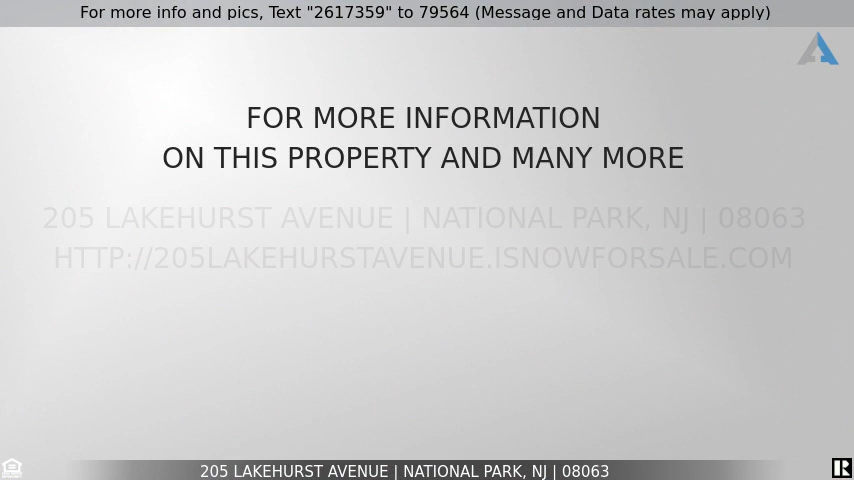 For more info and pics, Text "2617359" to 79564 (Message and Data rates may apply)
FOR MORE INFORMATION
ON THIS PROPERTY AND MANY MORE
205 LAKEHURST AVENUE | NATIONAL PARK, NJ | 08063
HTTP://205LAKEHURSTAVENUE.ISNOWFORSALE.COM
205 LAKEHURST AVENUE | NATIONAL PARK, NJ | 08063